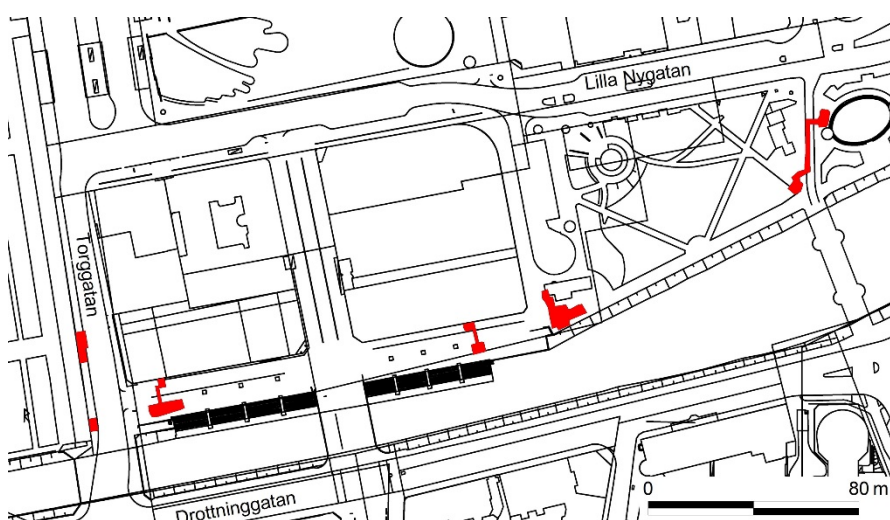 Lilla Nygatan
Torggatan
R
D
Drottninggatan
0 80 m